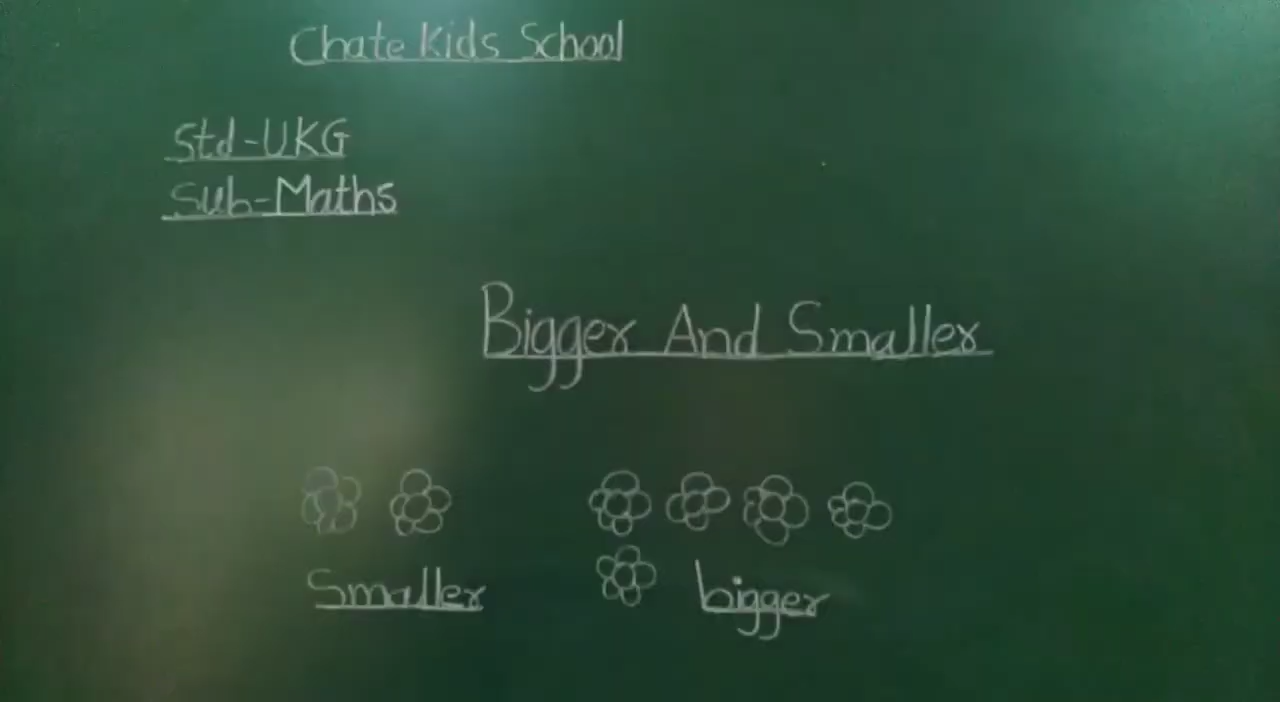 Chate Kids School
Std-UKG
Sub-Maths
Bigger And Smaller
Smaller
bigger